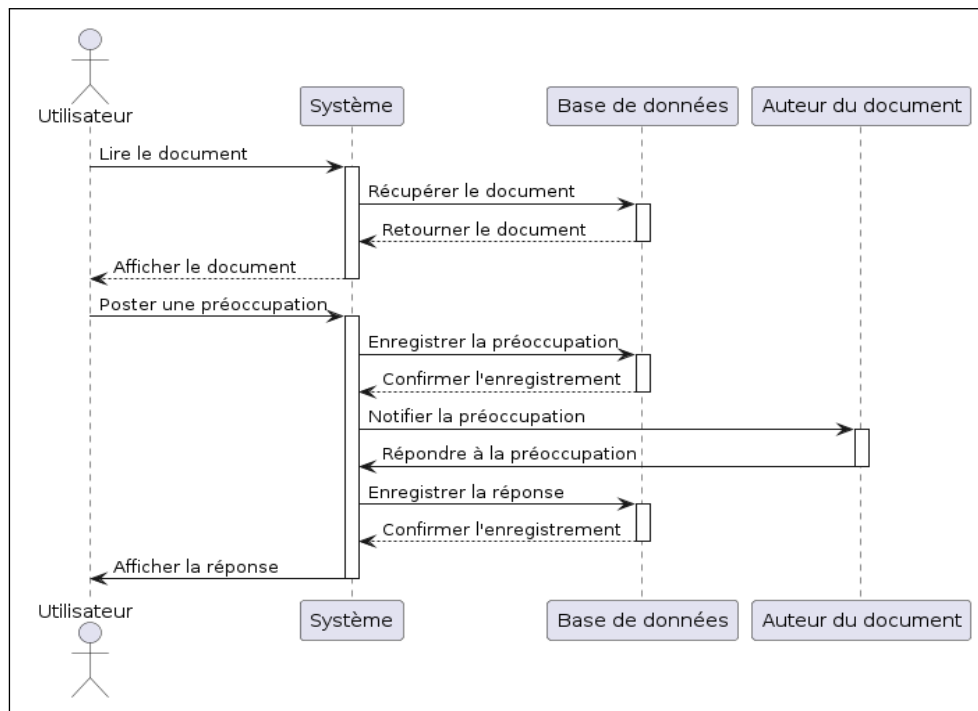 Utilisateur
Système
Base de données
Auteur du document
Lire le document
Récupérer le document
Retourner le document
Afficher le document
Poster une préoccupation
Enregistrer la préoccupation
Confirmer l'enregistrement
Notifier la préoccupation
Répondre à la préoccupation
Enregistrer la réponse
Confirmer l'enregistrement
Afficher la réponse
Utilisateur
Système
Base de données
Auteur du document